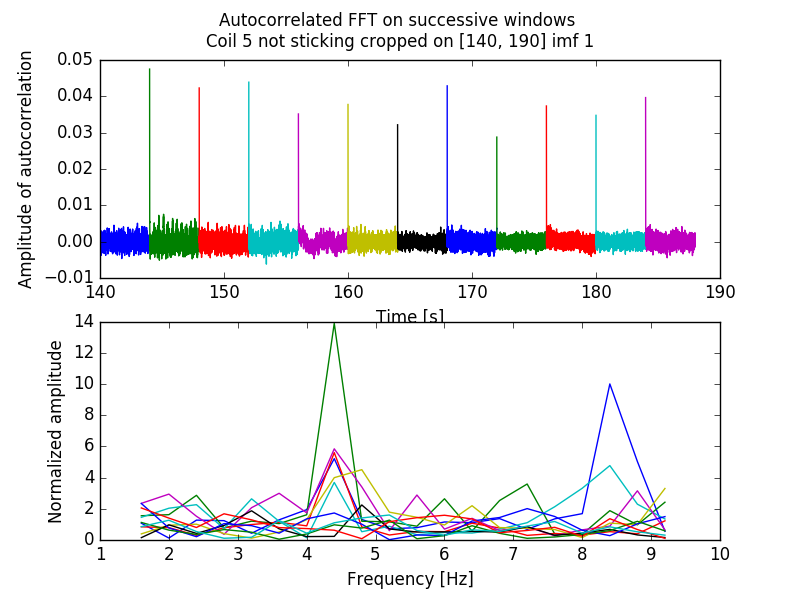 Autocorrelated FFT on successive windows
Coil 5 not sticking cropped on [140, 190] imf 1
Amplitude of autocorrelation
0.05
0.04
0.03
0.02
0.01
0.00
−0.01
140 150 160 170 180 190
Time [s]
Normalized amplitude
14
12
10
8
6
4
2
0
1 2 3 4 5 6 7 8 9 10
Frequency [Hz]